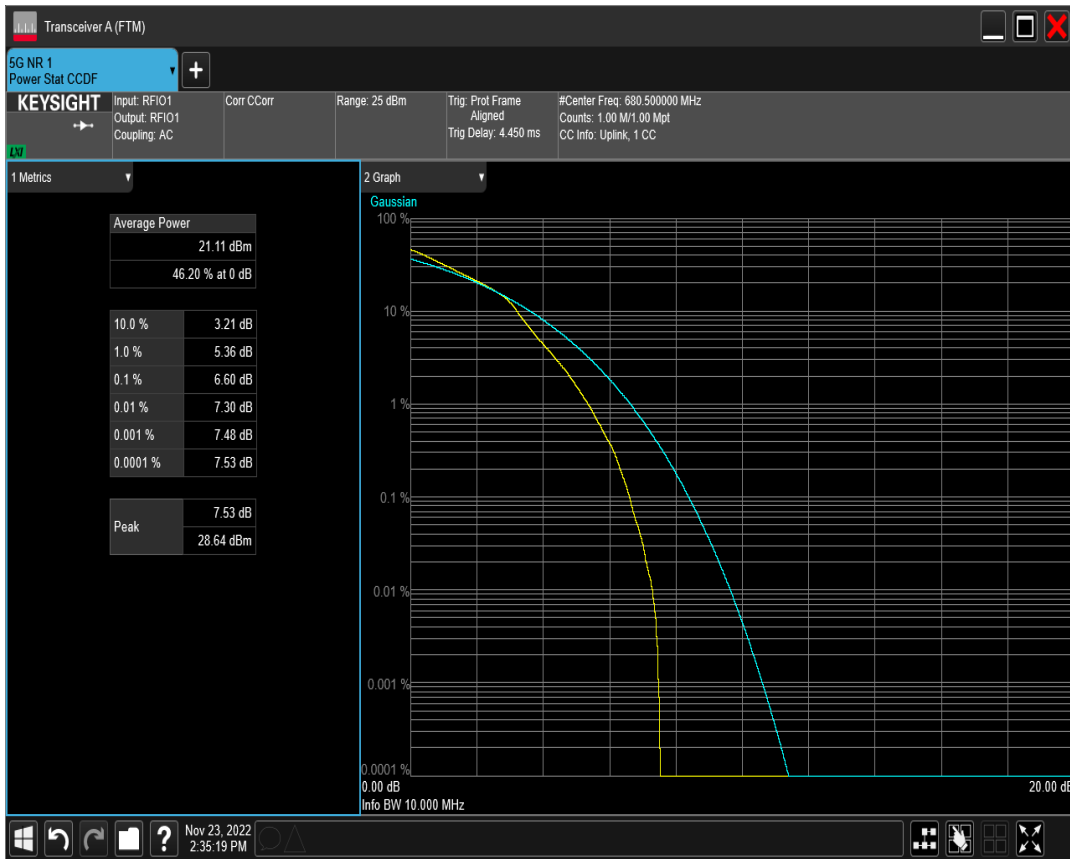 Transceiver A (FTM)
5G NR 1
Power Stat CCDF
+
KEYSIGHT
LXI
Input: RFIO1
Output: RFIO1
Coupling: AC
Corr CCorr
Range: 25 dBm
Trig: Prot Frame
Aligned
Trig Delay: 4.450 ms
#Center Freq: 680.500000 MHz
Counts: 1.00 M/1.00 Mpt
CC Info: Uplink, 1 CC
1 Metrics
Average Power
21.11 dBm
46.20 % at 0 dB
10.0 % 3.21 dB
1.0 % 5.36 dB
0.1 % 6.60 dB
0.01 % 7.30 dB
0.001 % 7.48 dB
0.0001 % 7.53 dB
Peak
7.53 dB
28.64 dBm
2 Graph
Gaussian
100 %
10 %
1 %
0.1 %
0.01 %
0.001 %
0.0001 %
0.00 dB 20.00 dB
Info BW 10.000 MHz
?
Nov 23, 2022
2:35:19 PM